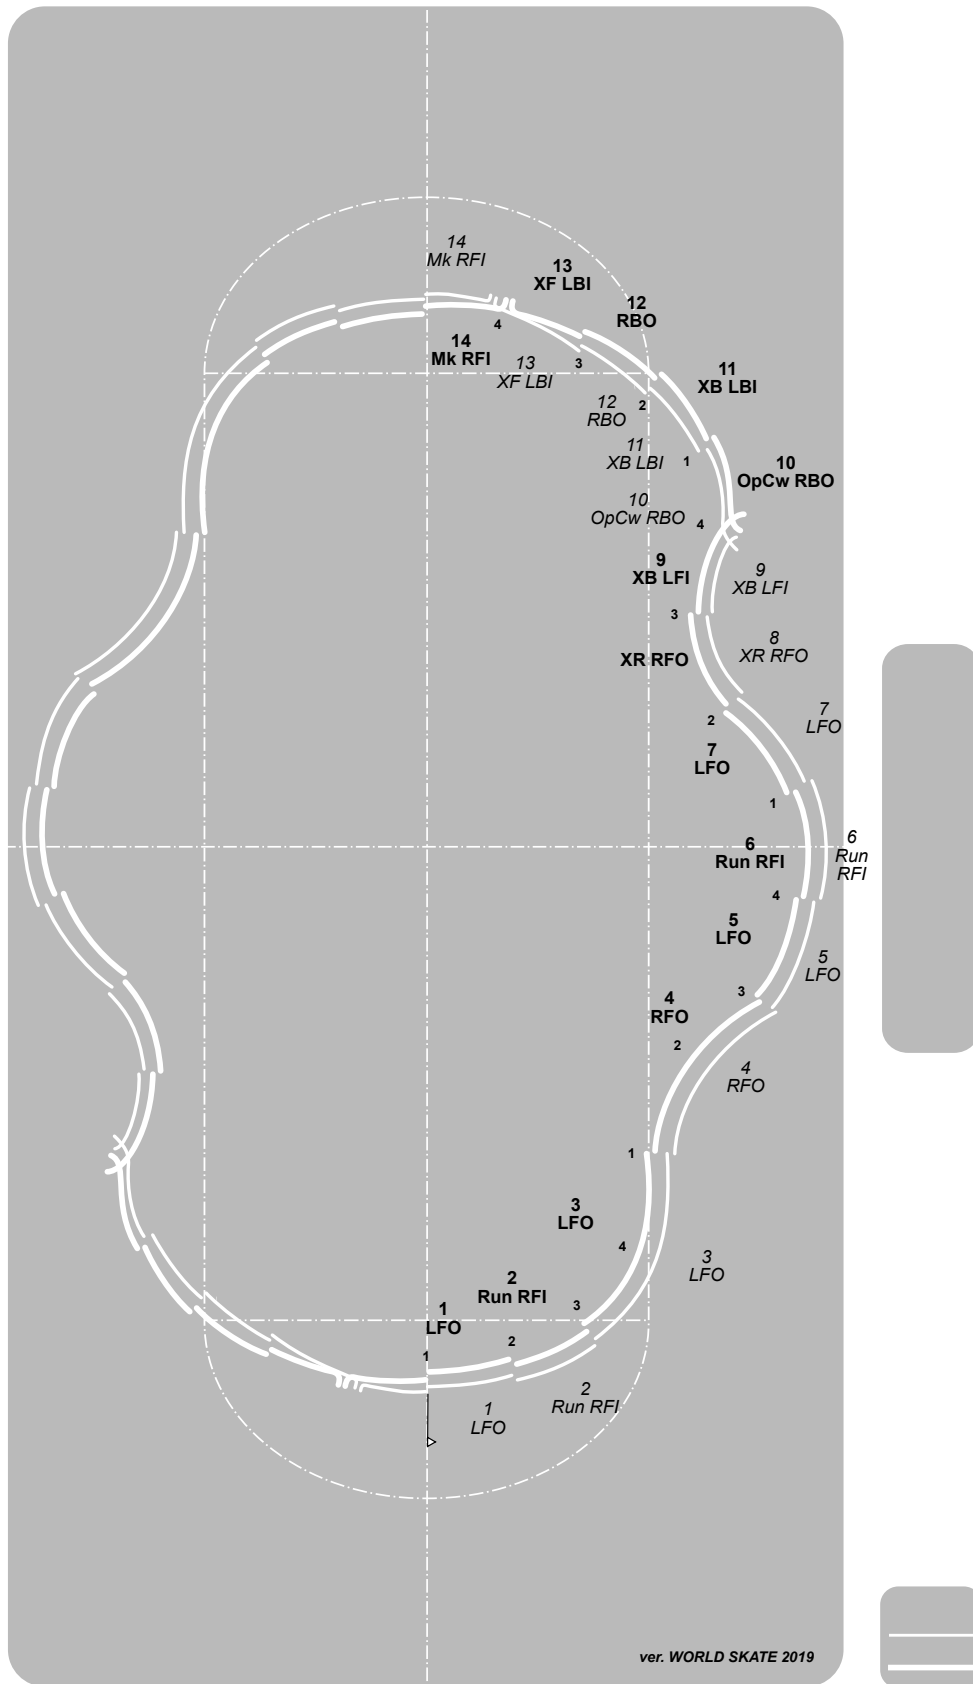 14
Mk RFI
13
XF LBI
12
RBO
4
14
Mk RFI
13
XF LBI
3
11
XB LBI
12
RBO
2
11
XB LBI
1
10
OpCw RBO
10
OpCw RBO
4
9
XB LFI
9
XB LFI
3
8
XR RFO
XR RFO
7
LFO
2
7
LFO
1
6
Run RFI
6
Run
RFI
4
5
LFO
5
LFO
4
RFO
3
2
4
RFO
1
3
LFO
4
3
LFO
2
Run RFI
3
1
LFO
2
1
2
Run RFI
1
LFO
ver. WORLD SKATE 2019